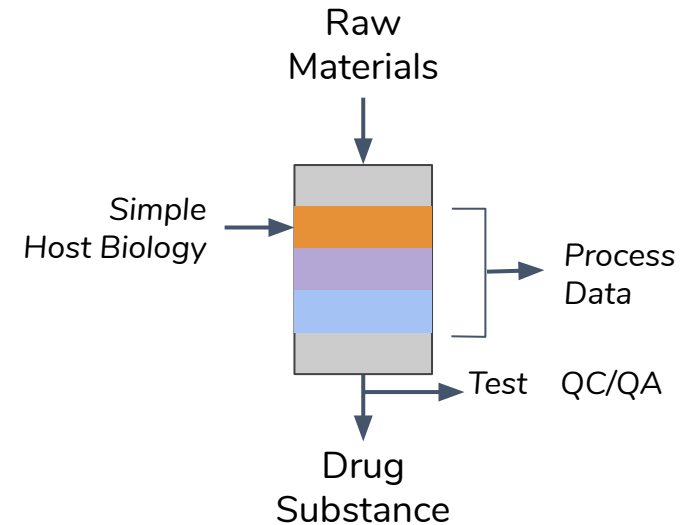 Raw
Materials
Simple
Host Biology
Process
Data
Test QC/QA
Drug
Substance